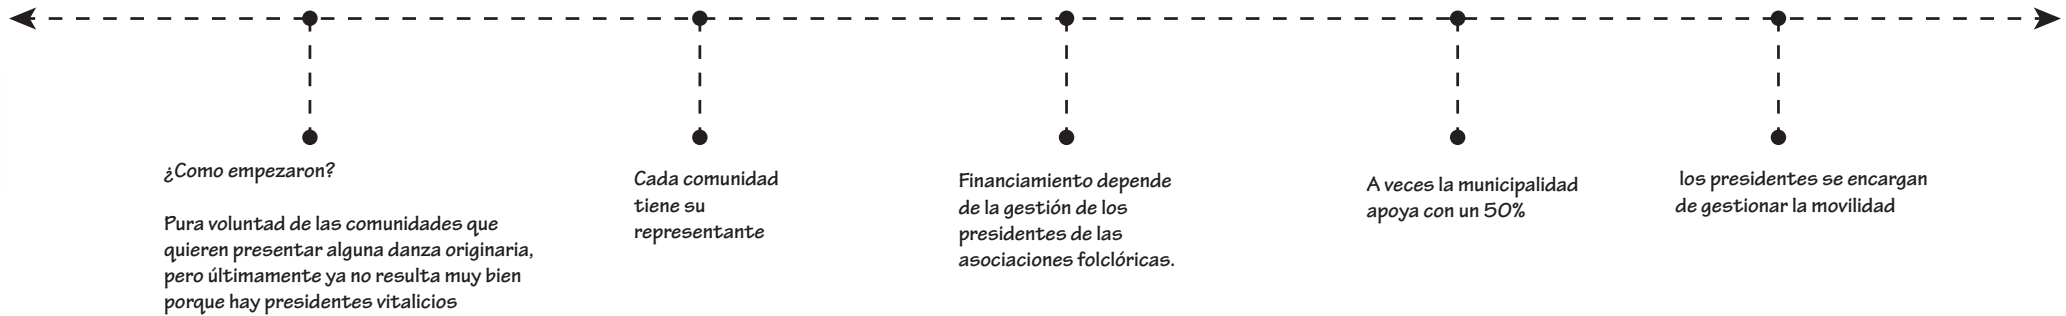 ¿Como empezaron?
Pura voluntad de las comunidades que
quieren presentar alguna danza originaria,
pero últimamente ya no resulta muy bien
porque hay presidentes vitalicios
Cada comunidad
tiene su
representante
Financiamiento depende
de la gestión de los
presidentes de las
asociaciones folclóricas.
A veces la municipalidad
apoya con un 50%
los presidentes se encargan
de gestionar la movilidad